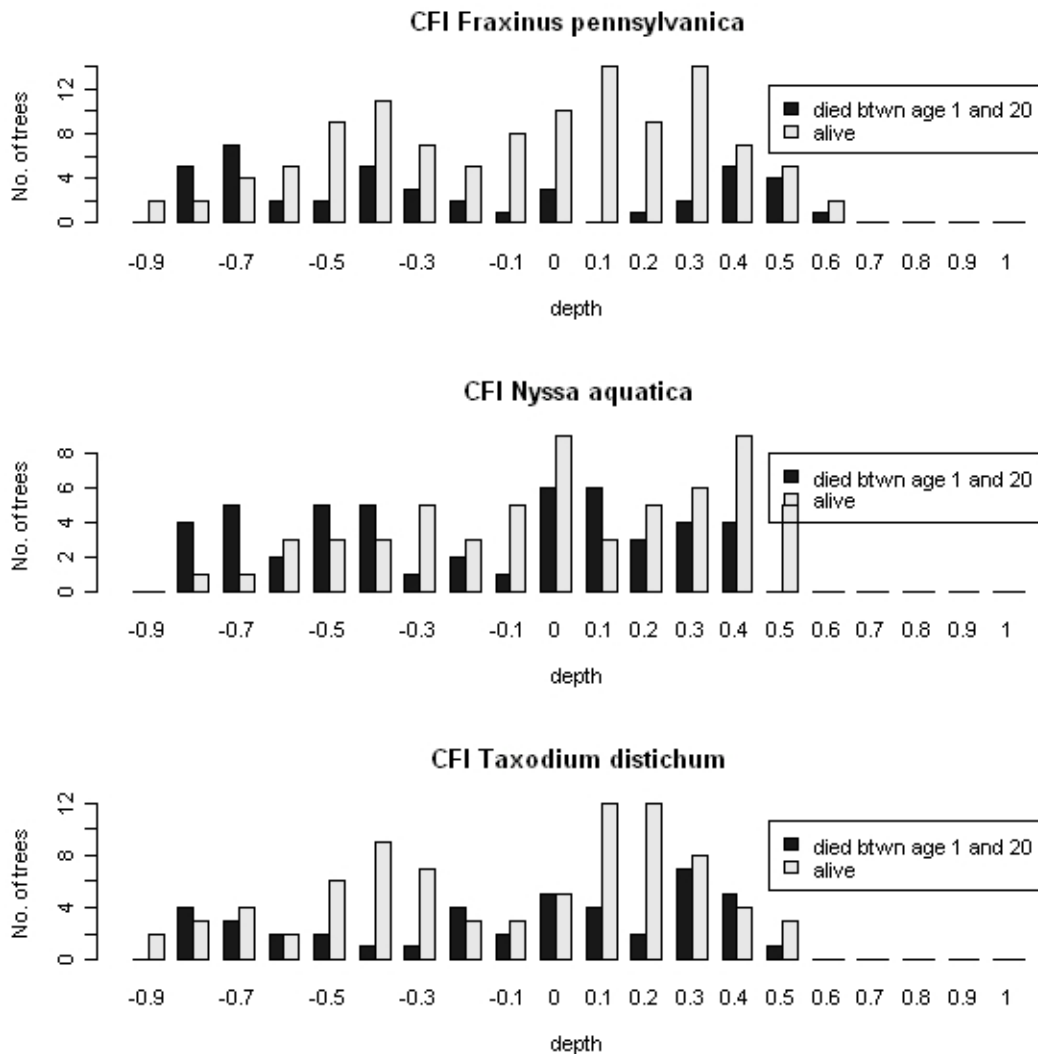 CFI Fraxinus pennsylvanica
No. of trees
0 4 8 12
died btwn age 1 and 20
alive
-0.9 -0.7 -0.5 -0.3 -0.1 0 0.1 0.2 0.3 0.4 0.5 0.6 0.7 0.8 0.9 1
depth
CFI Nyssa aquatica
No. of trees
0 2 4 6 8
died btwn age 1 and 20
alive
-0.9 -0.7 -0.5 -0.3 -0.1 0 0.1 0.2 0.3 0.4 0.5 0.6 0.7 0.8 0.9 1
depth
CFI Taxodium distichum
No. of trees
0 4 8 12
died btwn age 1 and 20
alive
-0.9 -0.7 -0.5 -0.3 -0.1 0 0.1 0.2 0.3 0.4 0.5 0.6 0.7 0.8 0.9 1
depth